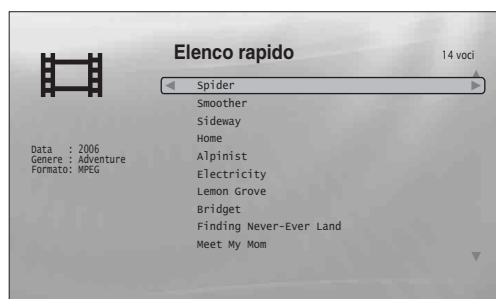 Elenco rapido
14 voci
Spider
Smoother
Sideway
Home
Alpinist
Electricity
Lemon Grove
Bridget
Finding Never-Ever Land
Meet My Mom
Data : 2006
Genere : Adventure
Formato: MPEG